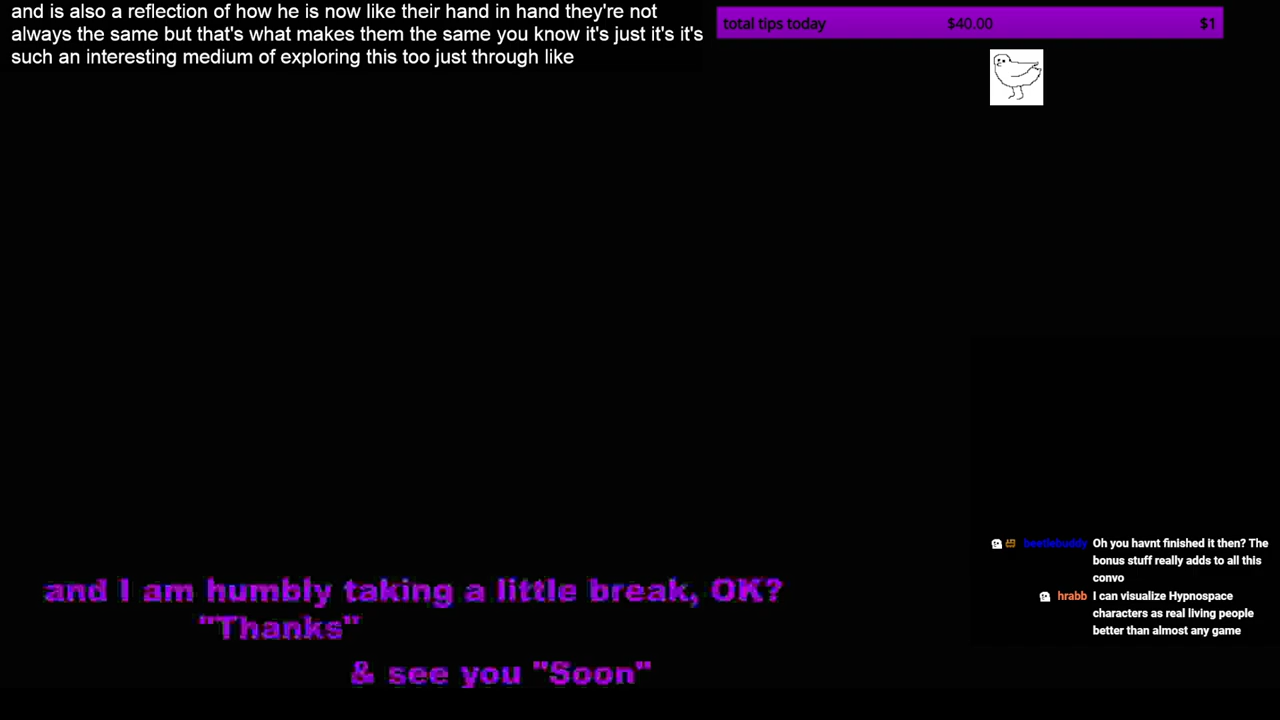 and is also a reflection of how he is now like their hand in hand they're not
always the same but that's what makes them the same you know it's just it's it's
such an interesting medium of exploring this too just through like
total tips today $40.00 $1
beetlebuddy Oh you havnt finished it then? The
bonus stuff really adds to all this
convo
hrabb I can visualize Hypnospace
characters as real living people
better than almost any game
and I am humbly taking a little break, OK?
"Thanks"
& see you "Soon"